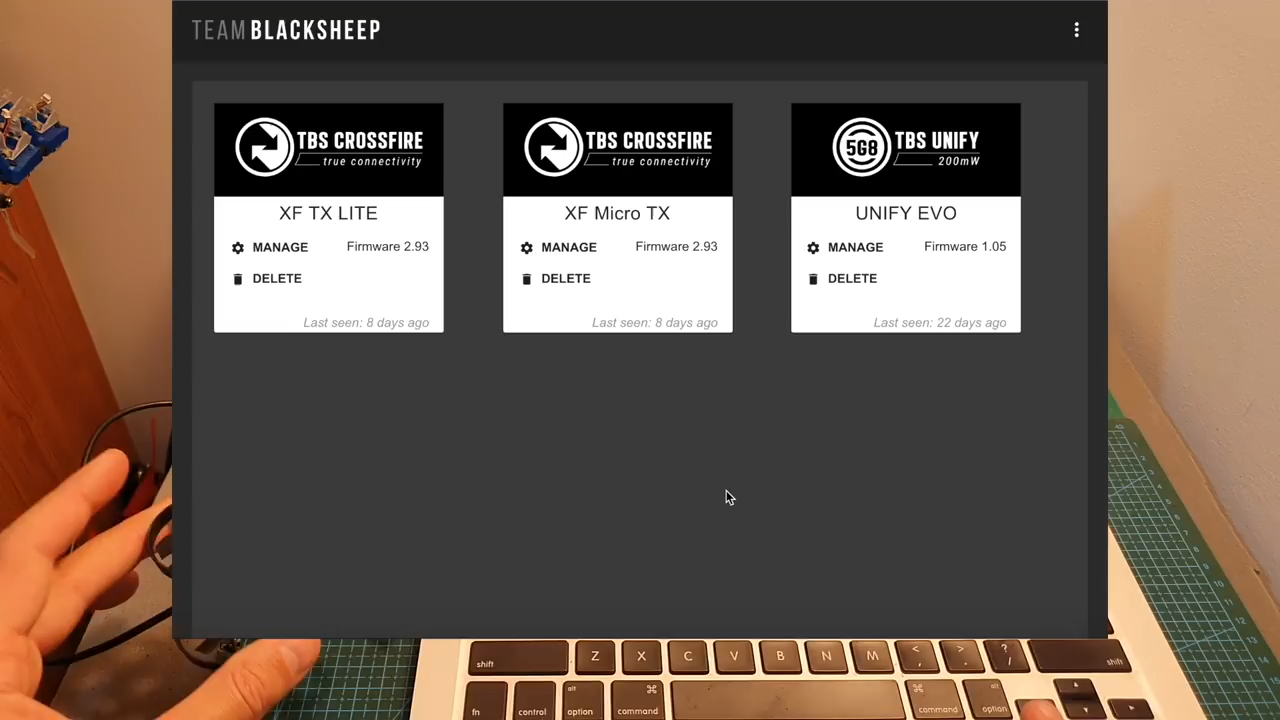 TEAMBLACKSHEEP
TBS CROSSFIRE
true connectivity
XF TX LITE
MANAGE Firmware 2.93
DELETE
Last seen: 8 days ago
TBS CROSSFIRE
true connectivity
XF Micro TX
MANAGE Firmware 2.93
DELETE
Last seen: 8 days ago
5G8 TBS UNIFY
200mW
UNIFY EVO
MANAGE Firmware 1.05
DELETE
Last seen: 22 days ago
shift Z X C V B N M < , > . ? / shift
fn control alt option ⌘ command ⌘ command alt option